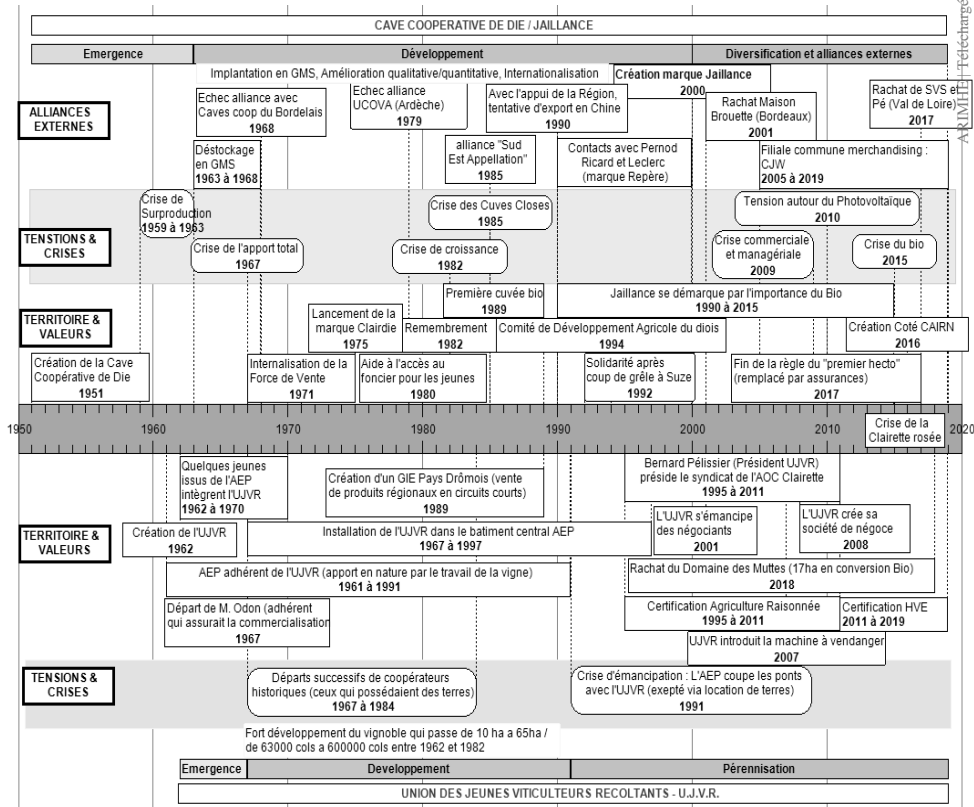 CAVE COOPERATIVE DE DIE / JAILLANCE
Emergence
Développement
Diversification et alliances externes
ARIMHE | Téléchargé
Implantation en GMS, Amélioration qualitative/quantitative, Internationalisation
Création marque Jaillance
2000
ALLIANCES
EXTERNES
Echec alliance avec
Caves coop du Bordelais
1968
Echec alliance
UCOVA (Ardèche)
1979
Avec l'appui de la Région,
tentative d'export en Chine
1990
Rachat Maison
Brouette (Bordeaux)
2001
Rachat de SVS et
Pé (Val de Loire)
2017
Déstockage
en GMS
1963 à 1968
alliance "Sud
Est Appellation"
1985
Contacts avec Pernod
Ricard et Leclerc
(marque Repère)
Filiale commune merchandising :
CJW
2005 à 2019
TENSTIONS &
CRISES
Crise de
Surproduction
1959 à 1963
Crise de l'apport total
1967
Crise des Cuves Closes
1985
Crise de croissance
1982
Tension autour du Photovoltaïque
2010
Crise commerciale
et managériale
2009
Crise du bio
2015
TERRITOIRE &
VALEURS
Première cuvée bio
1989
Jaillance se démarque par l'importance du Bio
1990 à 2015
Lancement de la
marque Clairdie
1975
Remembrement
1982
Comité de Développement Agricole du diois
1994
Création Coté CAIRN
2016
Création de la Cave
Coopérative de Die
1951
Internalisation de la
Force de Vente
1971
Aide à l'accès au
foncier pour les jeunes
1980
Solidarité après
coup de grêle à Suze
1992
Fin de la règle du "premier hecto"
(remplacé par assurances)
2017
1950
1960
1970
1980
1990
2000
2010
2020
Crise de la
Clairette rosée
TERRITOIRE &
VALEURS
Quelques jeunes
issus de l'AEP
intègrent l'UJVR
1962 à 1970
Création d'un GIE Pays Drômois (vente
de produits régionaux en circuits courts)
1989
Bernard Pélissier (Président UJVR)
préside le syndicat de l'AOC Clairette
1995 à 2011
Création de l'UJVR
1962
Installation de l'UJVR dans le batiment central AEP
1967 à 1997
L'UJVR s'émancipe
des négociants
2001
L'UJVR crée sa
société de négoce
2008
AEP adhérent de l'UJVR (apport en nature par le travail de la vigne)
1961 à 1991
Rachat du Domaine des Muttes (17ha en conversion Bio)
2018
Départ de M. Odon (adhérent
qui assurait la commercialisation
1967
Certification Agriculture Raisonnée
1995 à 2011
Certification HVE
2011 à 2019
UJVR introduit la machine à vendanger
2007
TENSIONS &
CRISES
Départs successifs de coopérateurs
historiques (ceux qui possédaient des terres)
1967 à 1984
Crise d'émancipation : L'AEP coupe les ponts
avec l'UJVR (exepté via location de terres)
1991
Fort développement du vignoble qui passe de 10 ha a 65ha /
de 63000 cols a 600000 cols entre 1962 et 1982
Emergence
Developpement
Pérennisation
UNION DES JEUNES VITICULTEURS RECOLTANTS - U.J.V.R.